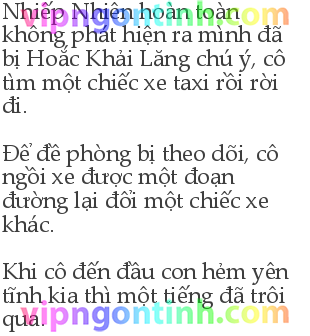 vipngontinh.com
Nhiếp Nhiên hoàn toàn
không phát hiện ra mình đã
bị Hoắc Khải Lăng chú ý, cô
tìm một chiếc xe taxi rồi rời
đi.
Để đề phòng bị theo dõi, cô
ngồi xe được một đoạn
đường lại đổi một chiếc xe
khác.
Khi cô đến đầu con hẻm yên
tĩnh kia thì một tiếng đã trôi
qua.
vipngontinh.com